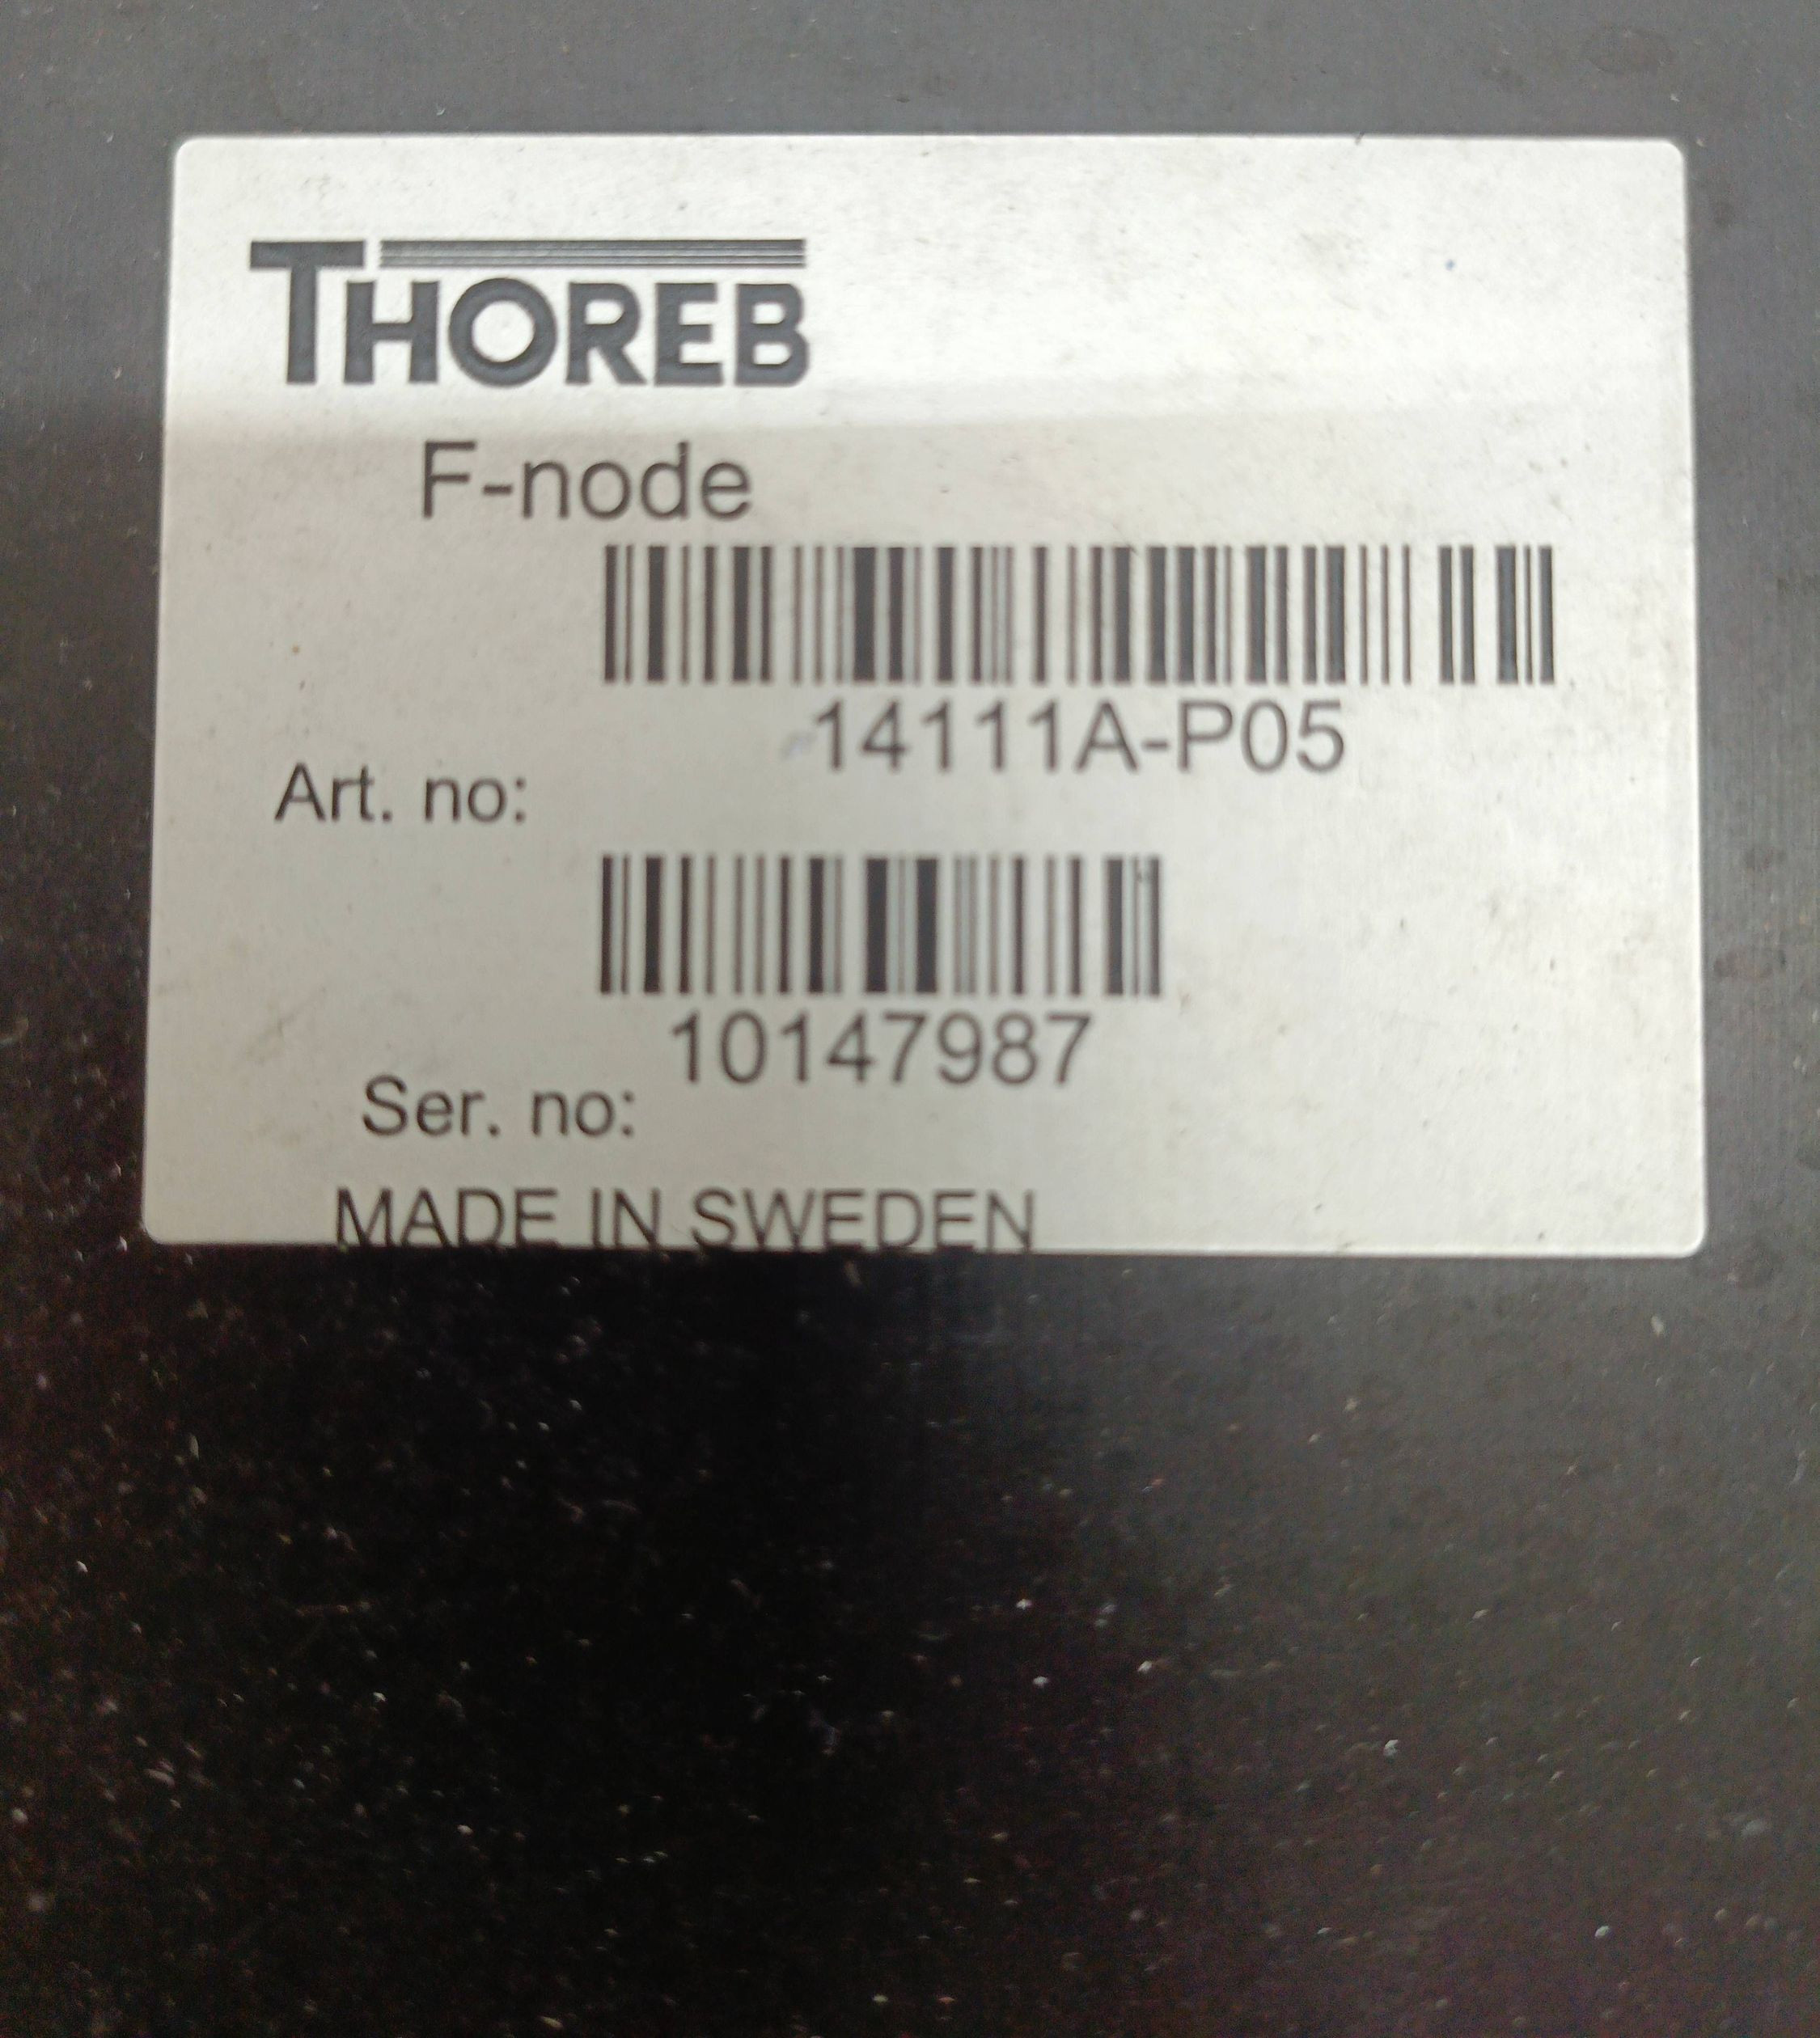 THOREB
F-node
14111A-P05
Art. no:
10147987
Ser. no:
MADE IN SWEDEN